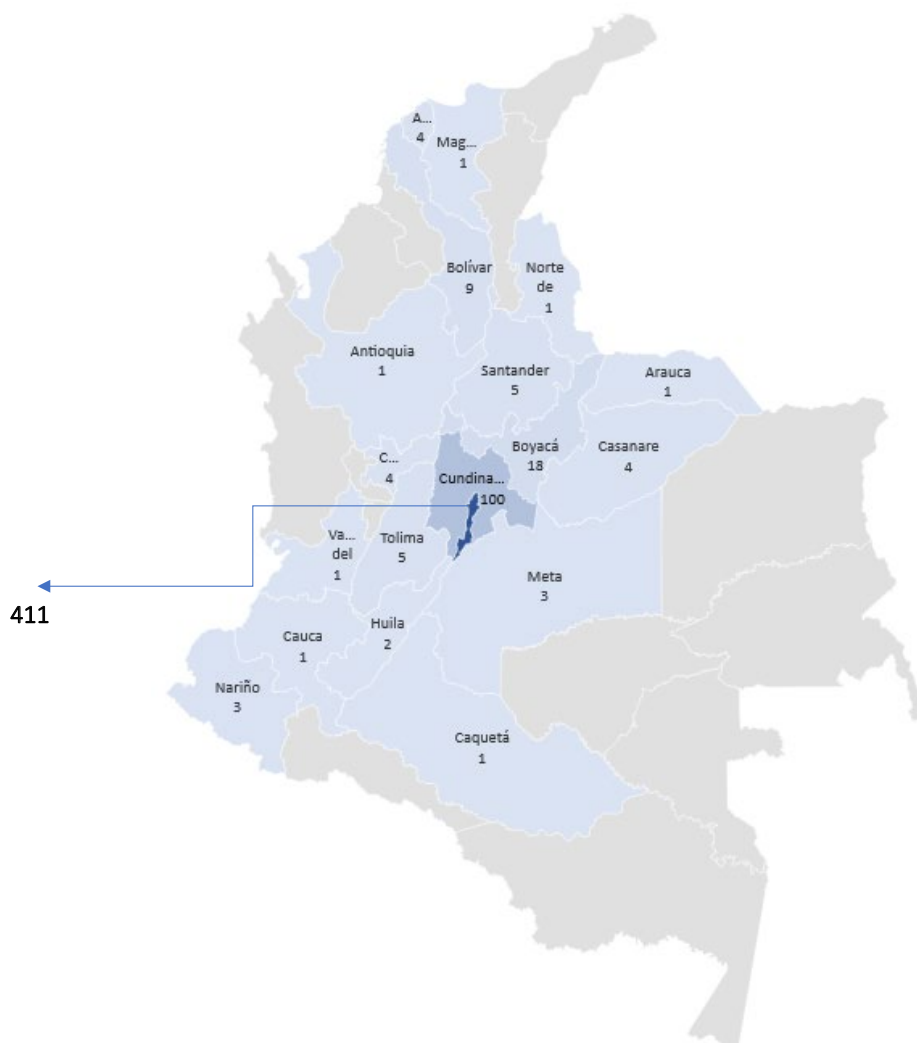 A...
4
Mag...
1
Bolívar
9
Norte
de
1
Antioquia
1
Santander
5
Arauca
1
C...
4
Boyacá
18
Casanare
4
Cundina...
100
Va...
del
1
Tolima
5
Meta
3
411
Huila
2
Cauca
1
Nariño
3
Caquetá
1